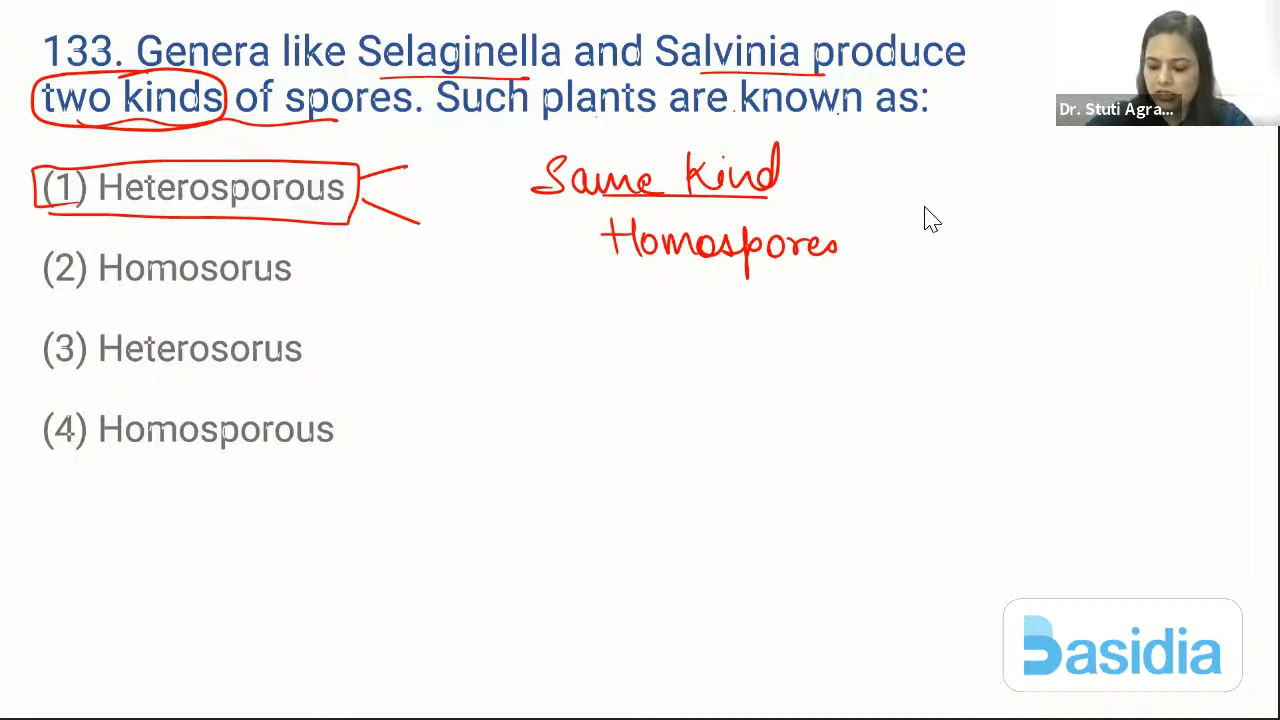 133. Genera like Selaginella and Salvinia produce
two kinds of spores. Such plants are known as:
Dr. Stuti Agra...
(1) Heterosporous
Same Kind
Homospores
(2) Homosorus
(3) Heterosorus
(4) Homosporous
Basidia